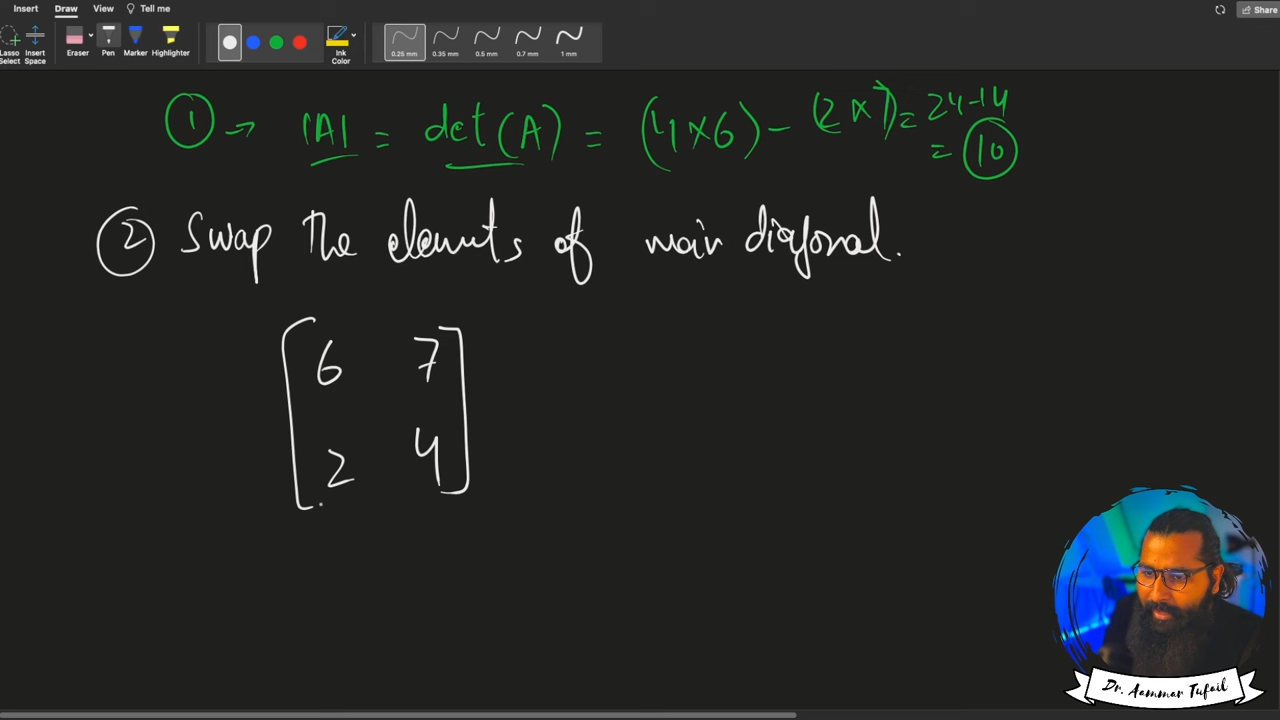 Insert Draw View Tell me
Share
Lasso Select
Insert Space
Eraser
Pen
Marker
Highlighter
Ink Color
0.25 mm 0.35 mm 0.5 mm 0.7 mm 1 mm
① → |A| = det(A) = (4×6) - (2×7) = 24-14
= 10
② Swap the elements of main diagonal.
6 7
2 4
Dr. Aammar Tufail